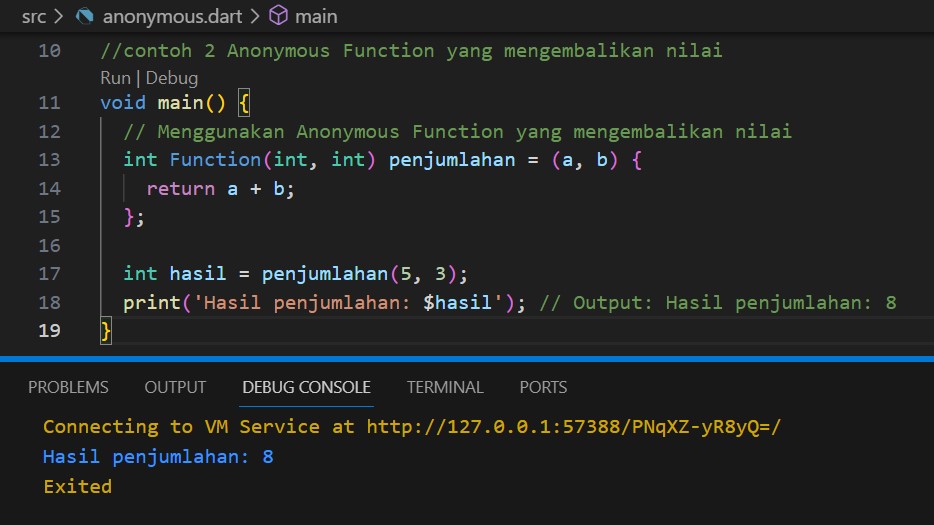 src > anonymous.dart > main
10 //contoh 2 Anonymous Function yang mengembalikan nilai
Run | Debug
11 void main() {
12 // Menggunakan Anonymous Function yang mengembalikan nilai
13 int Function(int, int) penjumlahan = (a, b) {
14 return a + b;
15 };
16
17 int hasil = penjumlahan(5, 3);
18 print('Hasil penjumlahan: $hasil'); // Output: Hasil penjumlahan: 8
19 }
PROBLEMS OUTPUT DEBUG CONSOLE TERMINAL PORTS
Connecting to VM Service at http://127.0.0.1:57388/PNqXZ-yR8yQ=/
Hasil penjumlahan: 8
Exited